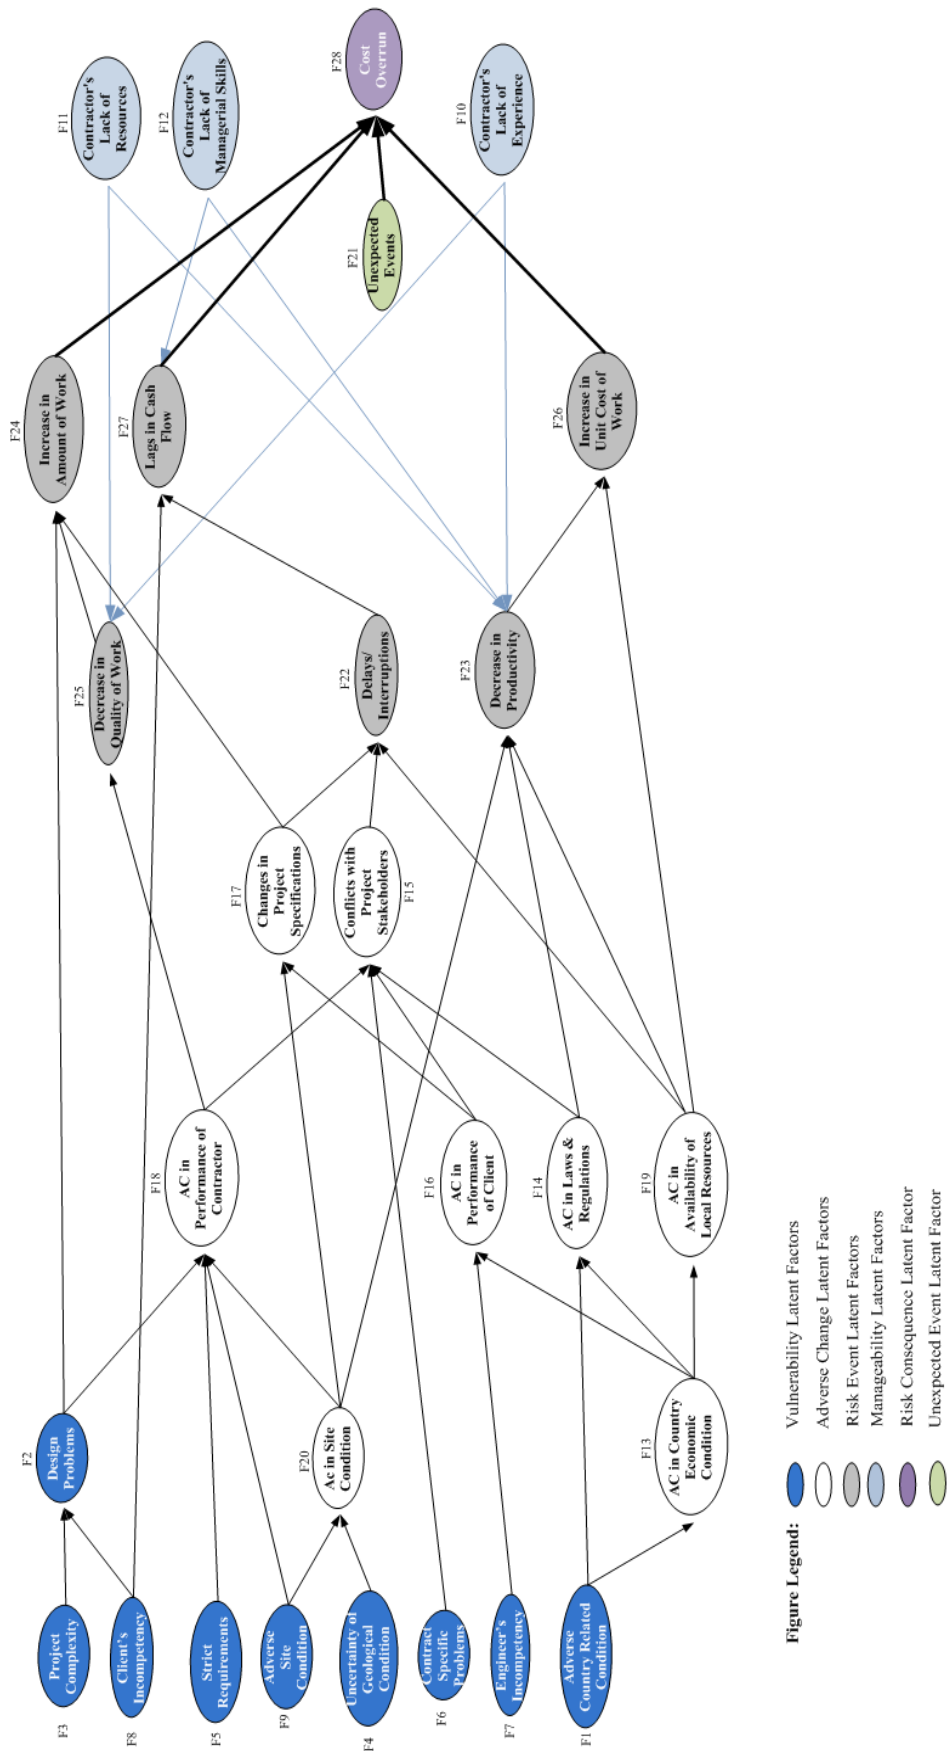 F3
Project
Complexity
F8
Client's
Incompetency
F5
Strict
Requirements
F9
Adverse
Site
Condition
F4
Uncertainty of
Geological
Condition
F6
Contract
Specific
Problems
F7
Engineer's
Incompetency
F1
Adverse
Country Related
Condition
F2
Design
Problems
F20
Ac in Site
Condition
F13
AC in Country
Economic
Condition
F18
AC in
Performance of
Contractor
F16
AC in
Performance
of Client
F14
AC in Laws &
Regulations
F19
AC in
Availability of
Local Resources
F17
Changes in
Project
Specifications
Conflicts with
Project
Stakeholders
F15
F25
Decrease in
Quality of Work
F22
Delays/
Interruptions
F23
Decrease in
Productivity
F24
Increase in
Amount of Work
F27
Lags in Cash
Flow
F26
Increase in
Unit Cost of
Work
F21
Unexpected
Events
F11
Contractor's
Lack of
Resources
F12
Contractor's
Lack of
Managerial Skills
F28
Cost
Overrun
F10
Contractor's
Lack of
Experience
Figure Legend:
Vulnerability Latent Factors
Adverse Change Latent Factors
Risk Event Latent Factors
Manageability Latent Factors
Risk Consequence Latent Factor
Unexpected Event Latent Factor